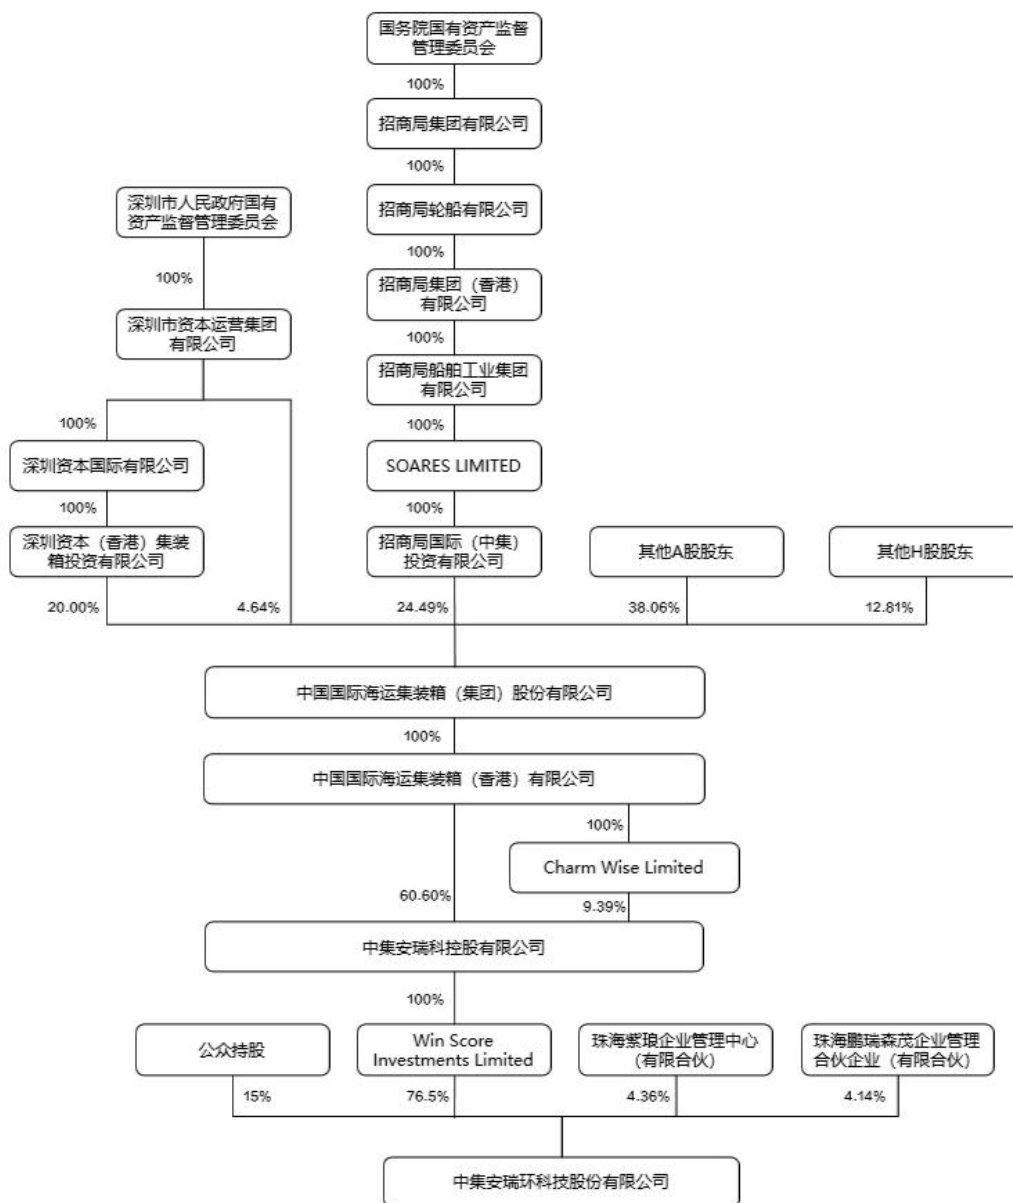 国务院国有资产监督
管理委员会
100%
招商局集团有限公司
100%
招商局轮船有限公司
深圳市人民政府国有
资产监督管理委员会
100%
100%
招商局集团（香港）
有限公司
深圳市资本运营集团
有限公司
100%
招商局船舶工业集团
有限公司
100%
100%
深圳资本国际有限公司
SOARES LIMITED
100%
100%
深圳资本（香港）集装
箱投资有限公司
招商局国际（中集）
投资有限公司
其他A股股东
其他H股股东
20.00%
4.64%
24.49%
38.06%
12.81%
中国国际海运集装箱（集团）股份有限公司
100%
中国国际海运集装箱（香港）有限公司
100%
Charm Wise Limited
60.60%
9.39%
中集安瑞科控股有限公司
100%
公众持股
Win Score
Investments Limited
珠海紫琅企业管理中心
（有限合伙）
珠海鹏瑞森茂企业管理
合伙企业（有限合伙）
15%
76.5%
4.36%
4.14%
中集安瑞环科技股份有限公司